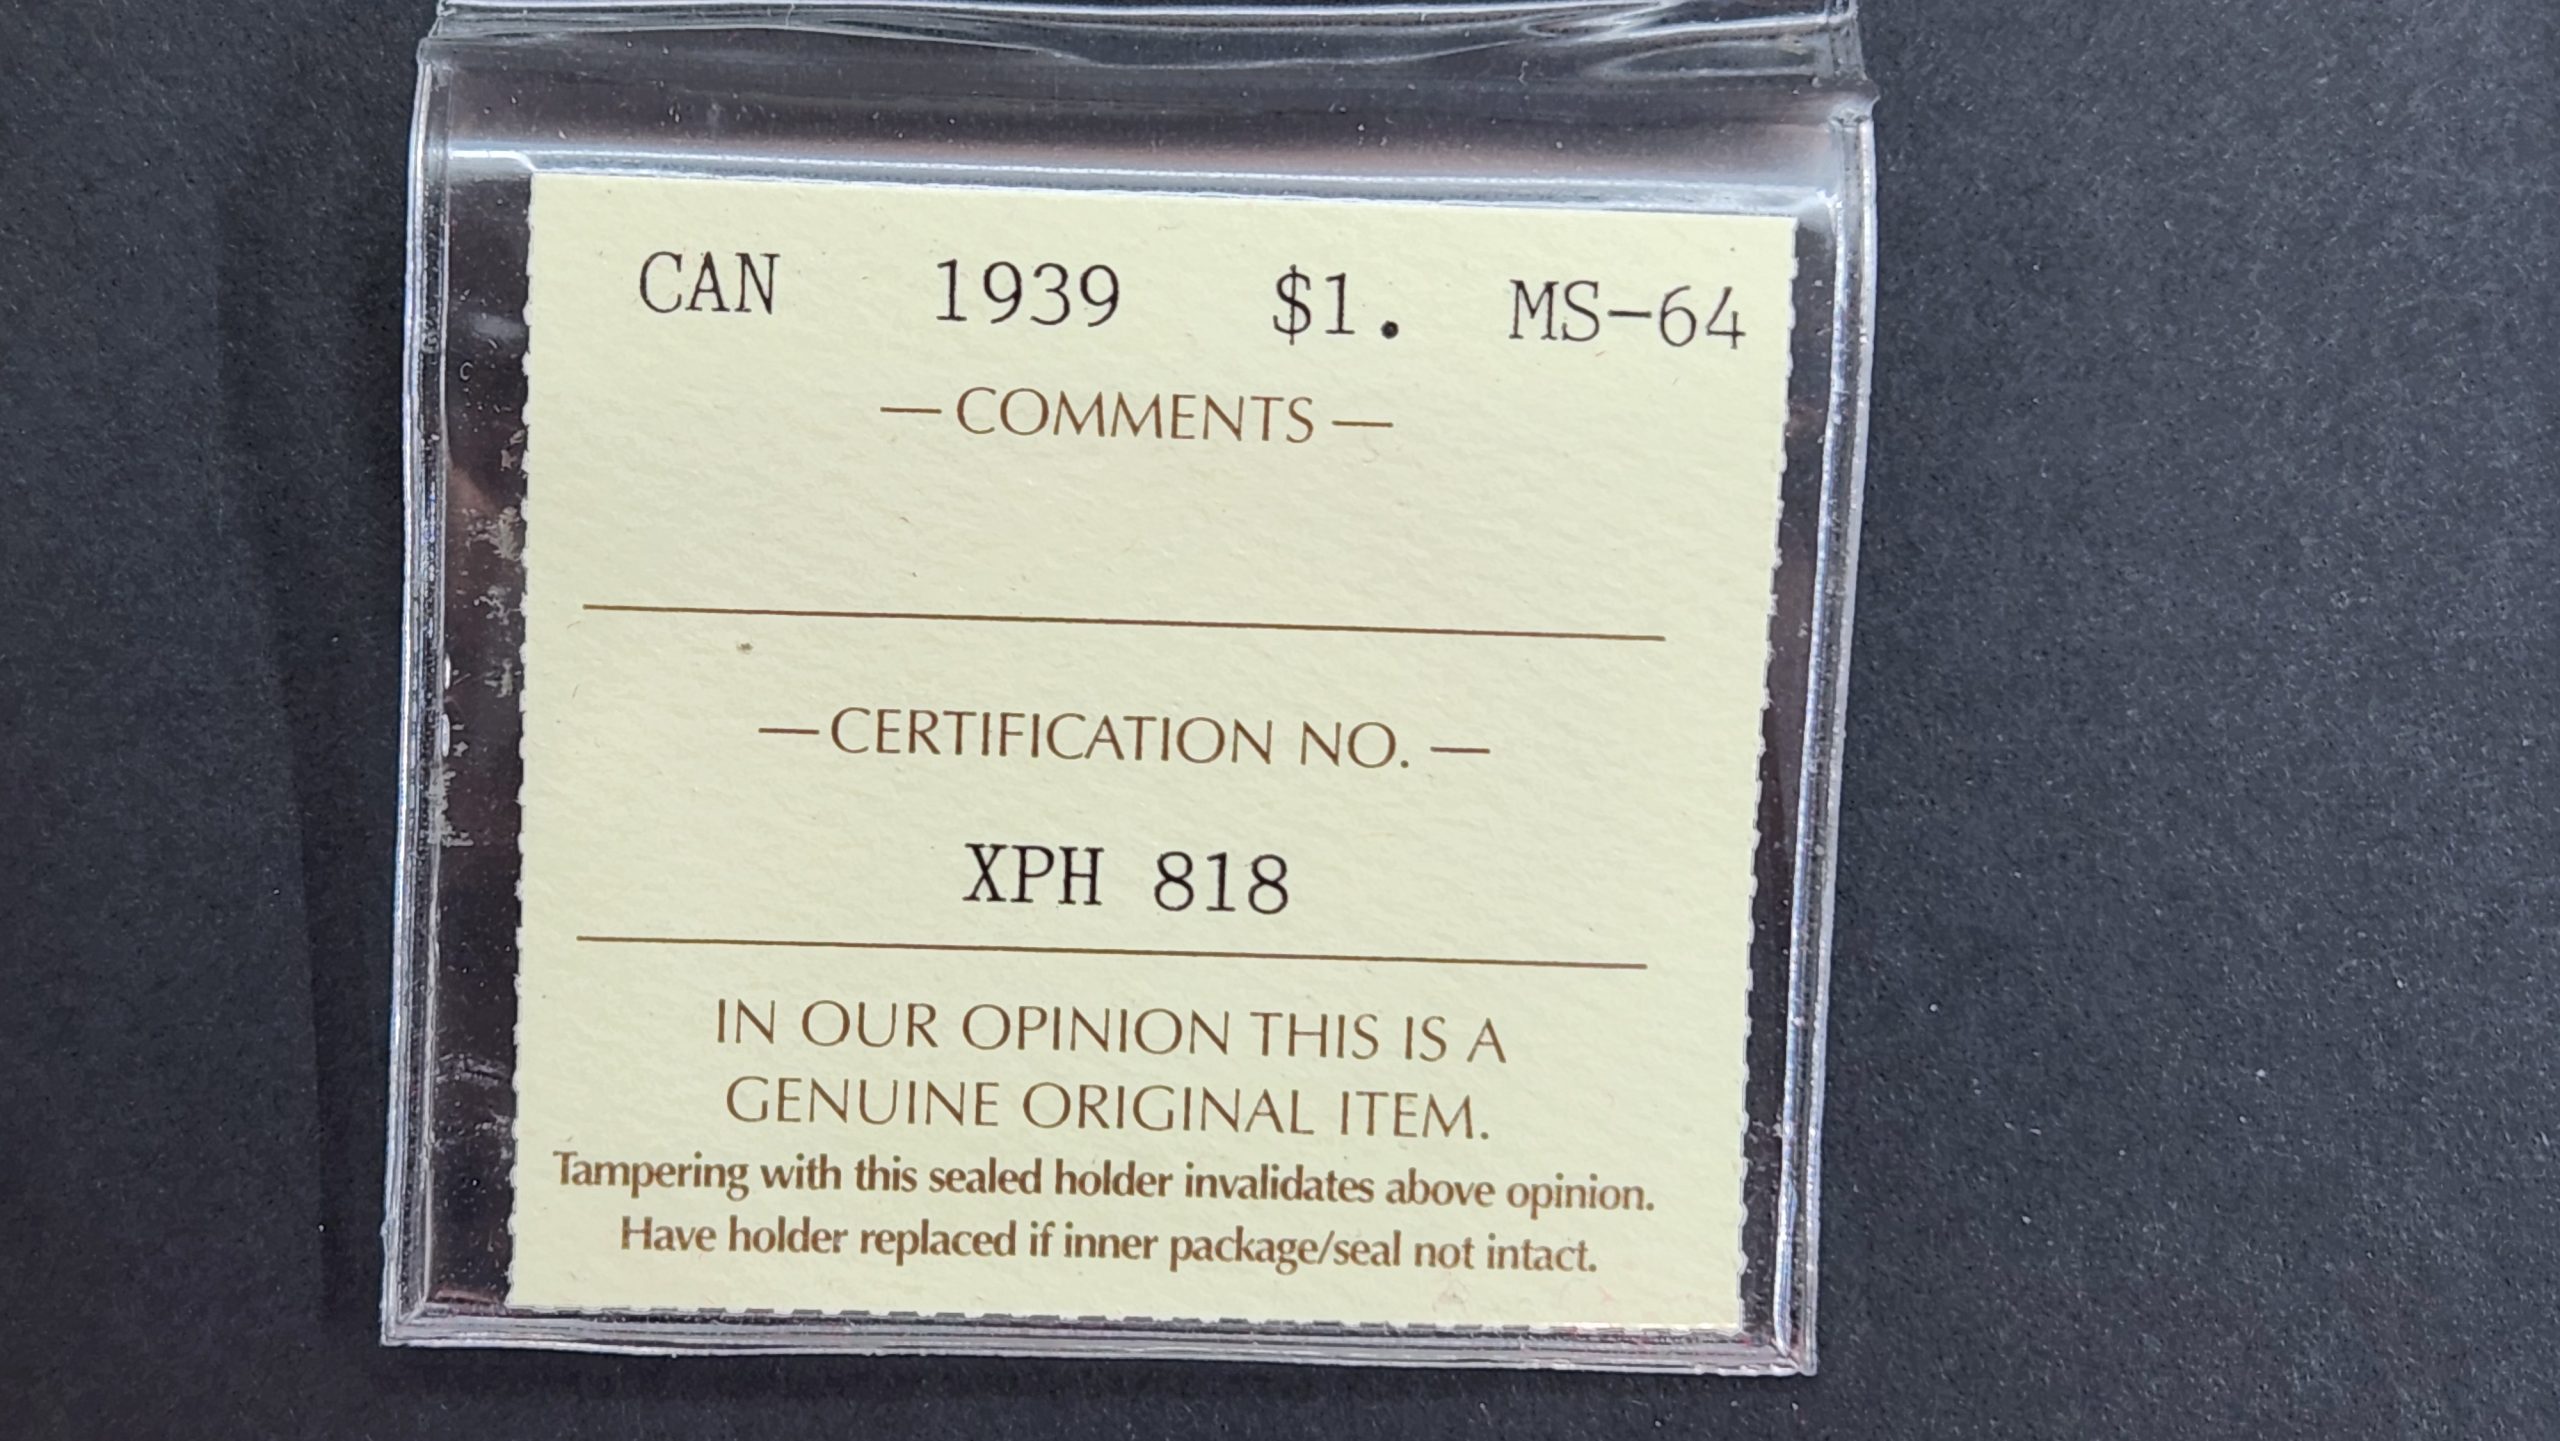 CAN 1939 $1. MS-64
— COMMENTS —
— CERTIFICATION NO. —
XPH 818
IN OUR OPINION THIS IS A
GENUINE ORIGINAL ITEM.
Tampering with this sealed holder invalidates above opinion.
Have holder replaced if inner package/seal not intact.